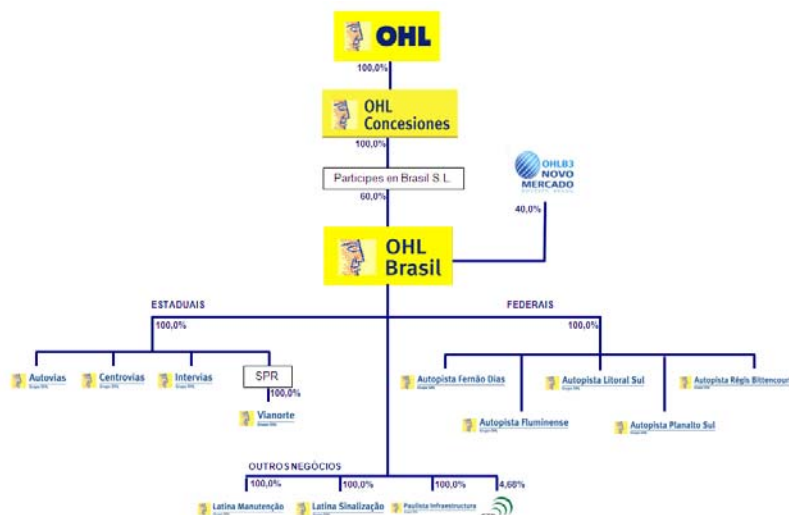 OHL
100,0%
OHL
Concesiones
100,0%
Participes en Brasil S.L.
60,0%
OHLB3
NOVO
MERCADO
40,0%
OHL
Brasil
ESTADUAIS
FEDERAIS
100,0%
100,0%
Autovias
Centrovias
Intervias
SPR
100,0%
Vianorte
Autopista Fernão Dias
Autopista Litoral Sul
Autopista Régis Bittencourt
Autopista Fluminense
Autopista Planalto Sul
OUTROS NEGÓCIOS
100,0%
100,0%
100,0%
4,68%
Latina Manutenção
Latina Sinalização
Paulista Infraestrutura